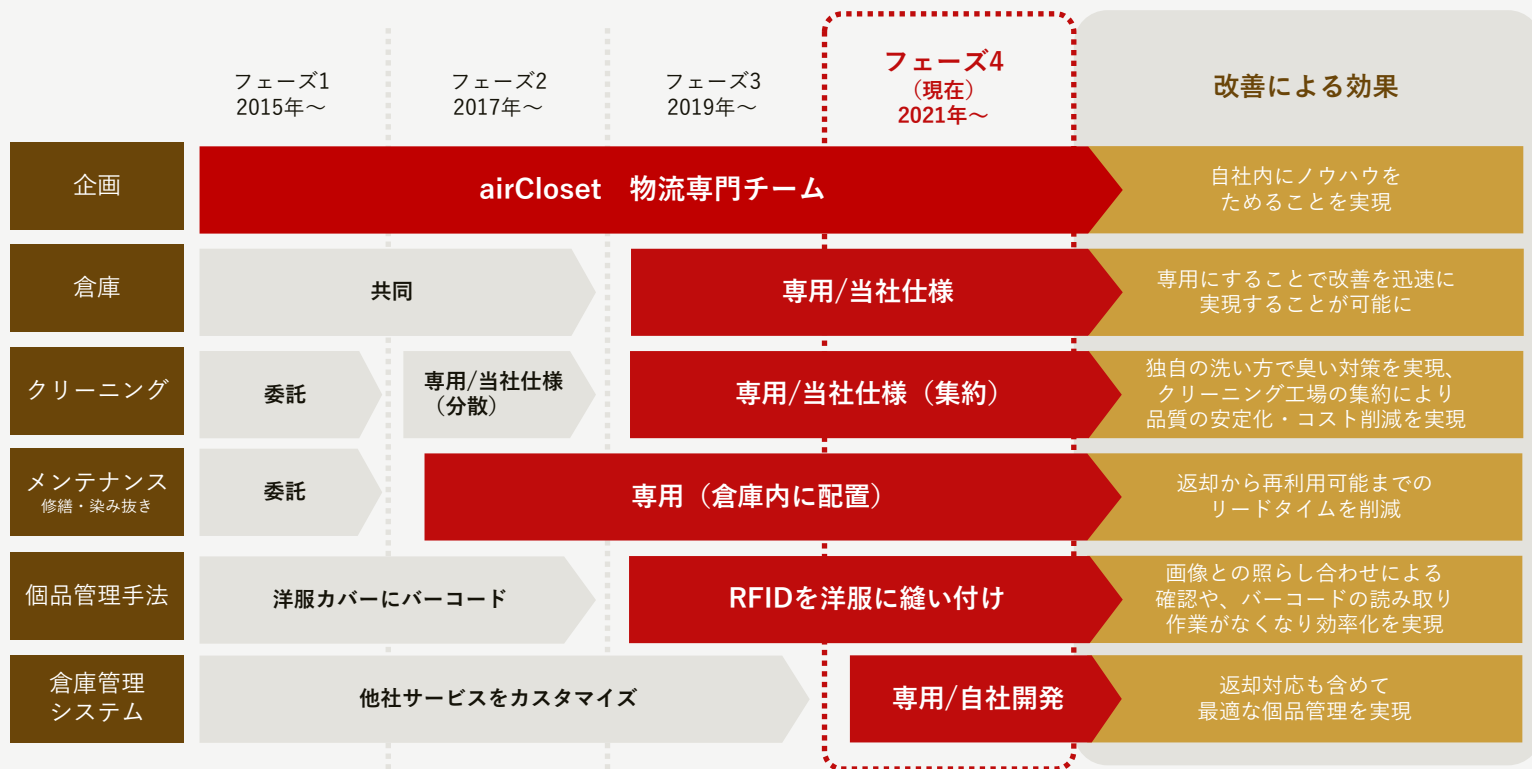 フェーズ1
2015年～
フェーズ2
2017年～
フェーズ3
2019年～
フェーズ4
（現在）
2021年～
改善による効果
企画
airCloset　物流専門チーム
自社内にノウハウを
ためることを実現
倉庫
共同
専用/当社仕様
専用にすることで改善を迅速に
実現することが可能に
クリーニング
委託
専用/当社仕様
（分散）
専用/当社仕様（集約）
独自の洗い方で臭い対策を実現、
クリーニング工場の集約により
品質の安定化・コスト削減を実現
メンテナンス
修繕・染み抜き
委託
専用（倉庫内に配置）
返却から再利用可能までの
リードタイムを削減
個品管理手法
洋服カバーにバーコード
RFIDを洋服に縫い付け
画像との照らし合わせによる
確認や、バーコードの読み取り
作業がなくなり効率化を実現
倉庫管理
システム
他社サービスをカスタマイズ
専用/自社開発
返却対応も含めて
最適な個品管理を実現